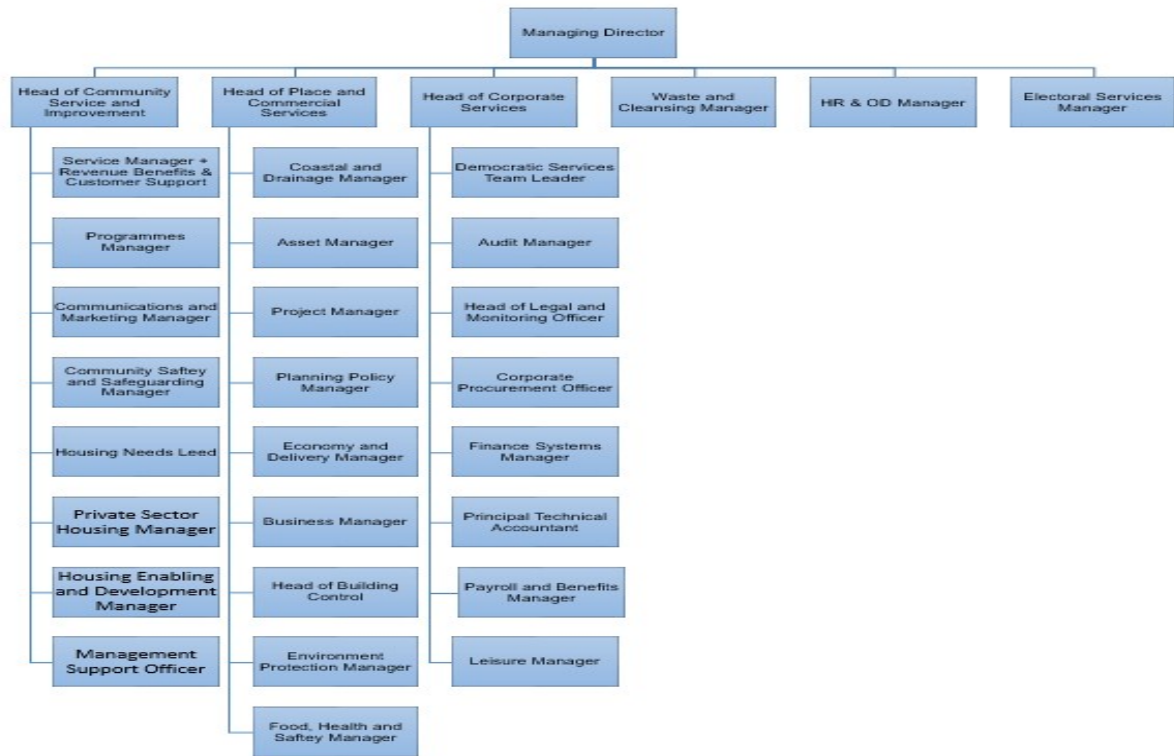 Managing Director
Head of Community
Service and
Improvement
Head of Place and
Commercial
Services
Head of Corporate
Services
Waste and
Cleansing Manager
HR & OD Manager
Electoral Services
Manager
Service Manager +
Revenue Benefits &
Customer Support
Programmes
Manager
Communications and
Marketing Manager
Community Saftey
and Safeguarding
Manager
Housing Needs Leed
Private Sector
Housing Manager
Housing Enabling
and Development
Manager
Management
Support Officer
Coastal and
Drainage Manager
Asset Manager
Project Manager
Planning Policy
Manager
Economy and
Delivery Manager
Business Manager
Head of Building
Control
Environment
Protection Manager
Food, Health and
Saftey Manager
Democratic Services
Team Leader
Audit Manager
Head of Legal and
Monitoring Officer
Corporate
Procurement Officer
Finance Systems
Manager
Principal Technical
Accountant
Payroll and Benefits
Manager
Leisure Manager